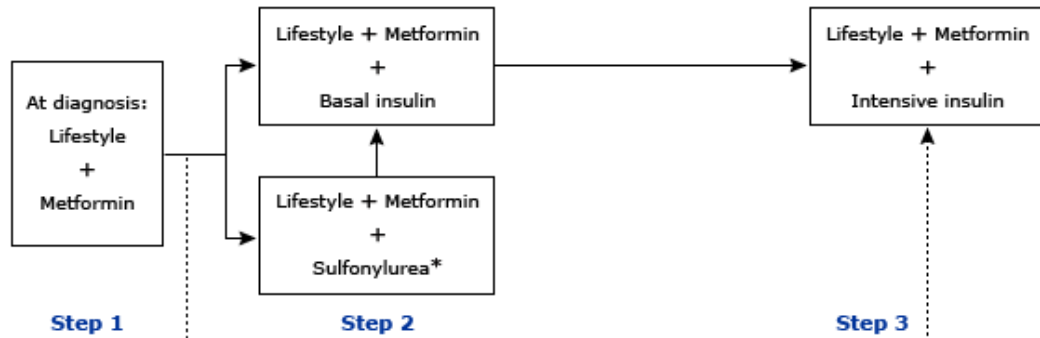 At diagnosis:
Lifestyle
+
Metformin
Lifestyle + Metformin
+
Basal insulin
Lifestyle + Metformin
+
Sulfonylurea*
Lifestyle + Metformin
+
Intensive insulin
Step 1
Step 2
Step 3